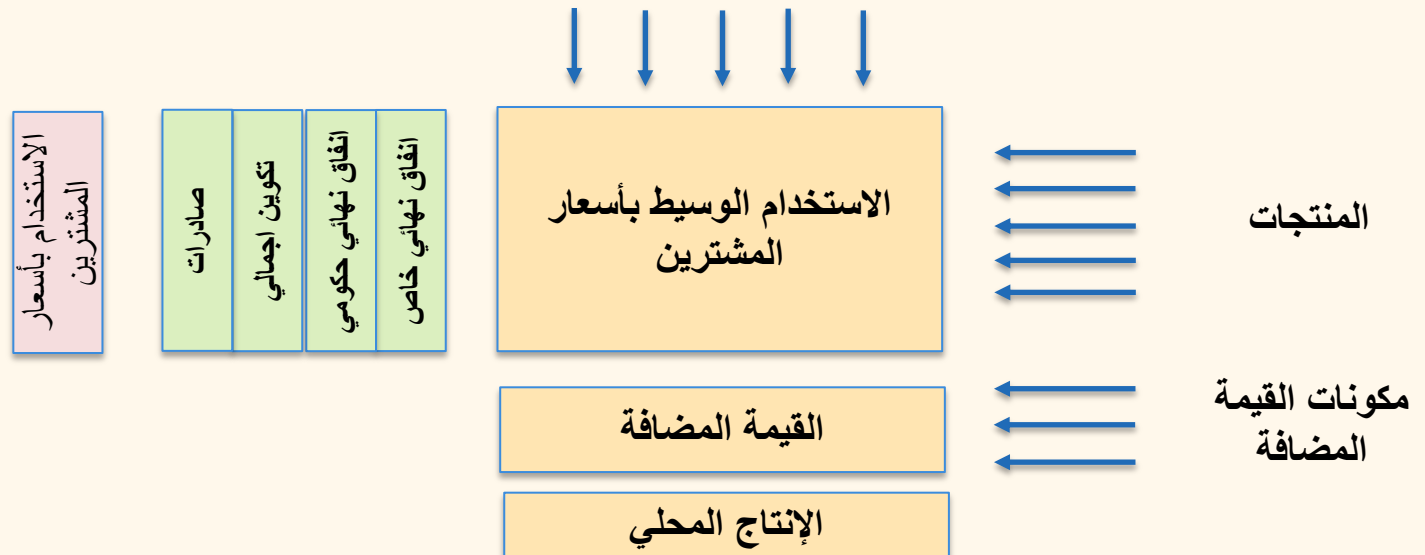 المنتجات
الاستخدام الوسيط بأسعار
المشترين
انفاق نهائي خاص
انفاق نهائي حكومي
تكوين اجمالي
صادرات
الاستخدام بأسعار
المشترين
مكونات القيمة
المضافة
القيمة المضافة
الإنتاج المحلي